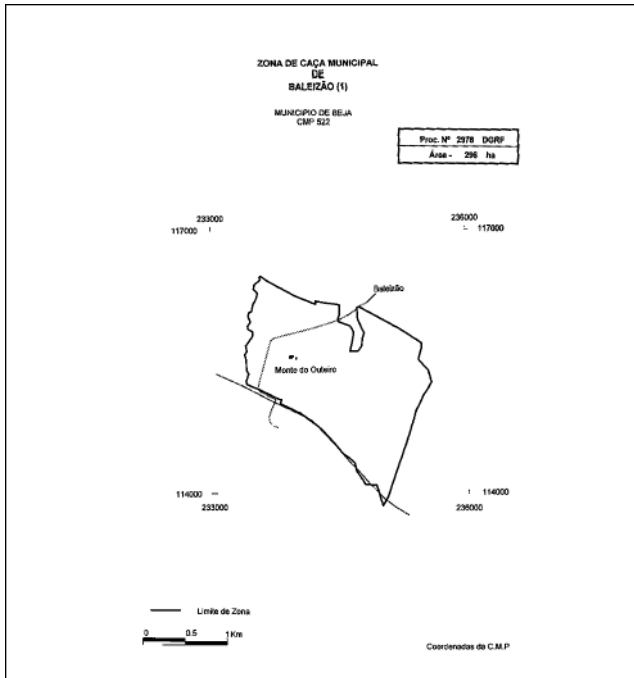 ZONA DE CAÇA MUNICIPAL
DE
BALEIZÃO (1)
MUNICIPIO DE BEJA
CMP 522
Proc. Nº 2978 DGRF
Área - 296 ha
233000
117000
236000
117000
Baleizão
Monte do Outeiro
114000
233000
114000
236000
Limite de Zona
0 0.5 1Km
Coordenadas da C.M.P